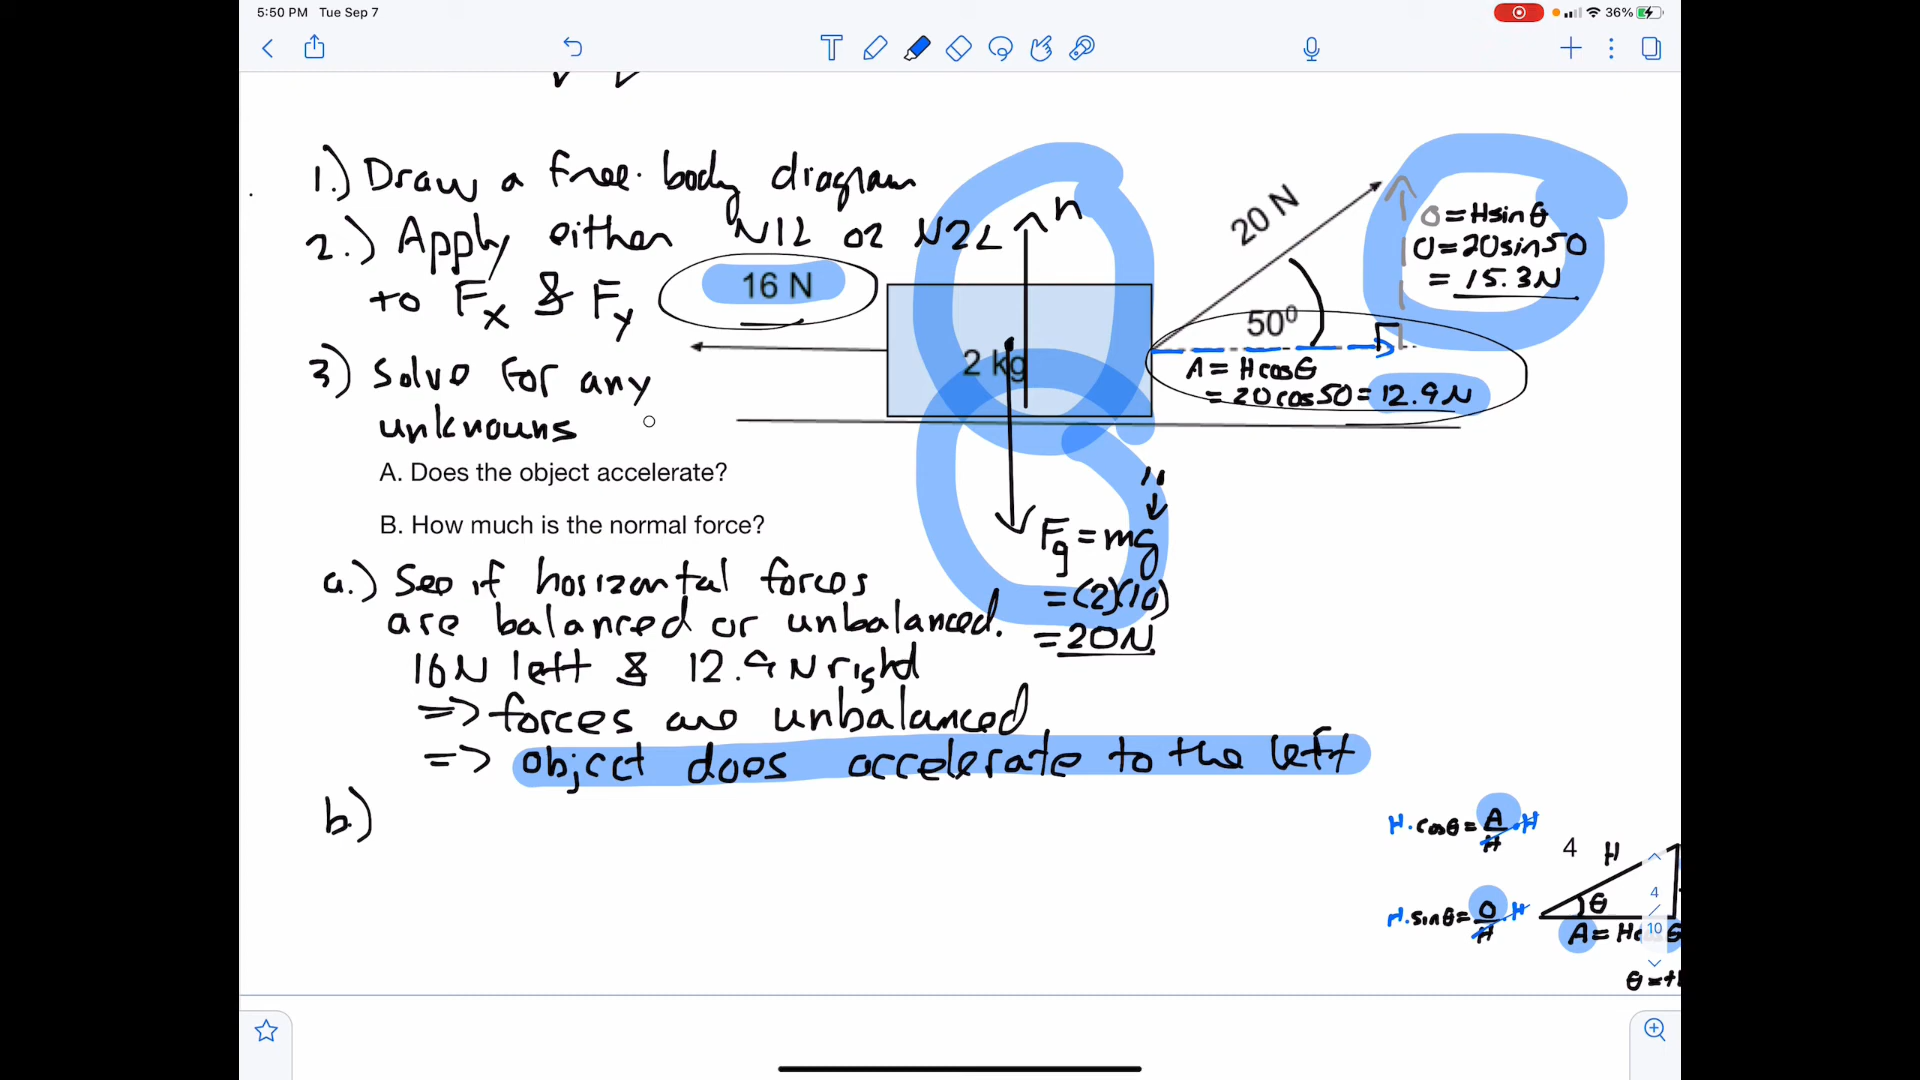 5:50 PM Tue Sep 7
36%
1.) Draw a free-body diagram
2.) Apply either N1L or N2L
to Fx & Fy
3) Solve for any
unknowns
16 N
2 kg
n
20 N
50⁰
O=Hsinθ
O=20sin50
= 15.3N
A= Hcosθ
= 20cos50=12.9N
A. Does the object accelerate?
B. How much is the normal force?
Fg=mg
=(2)(10)
=20N
a.) See if horizontal forces
are balanced or unbalanced.
16N left & 12.9N right
=> forces are unbalanced
=> object does accelerate to the left
b.)
H·cosθ=A/H·H
H·sinθ=O/H·H
4
H
θ
4
/
10